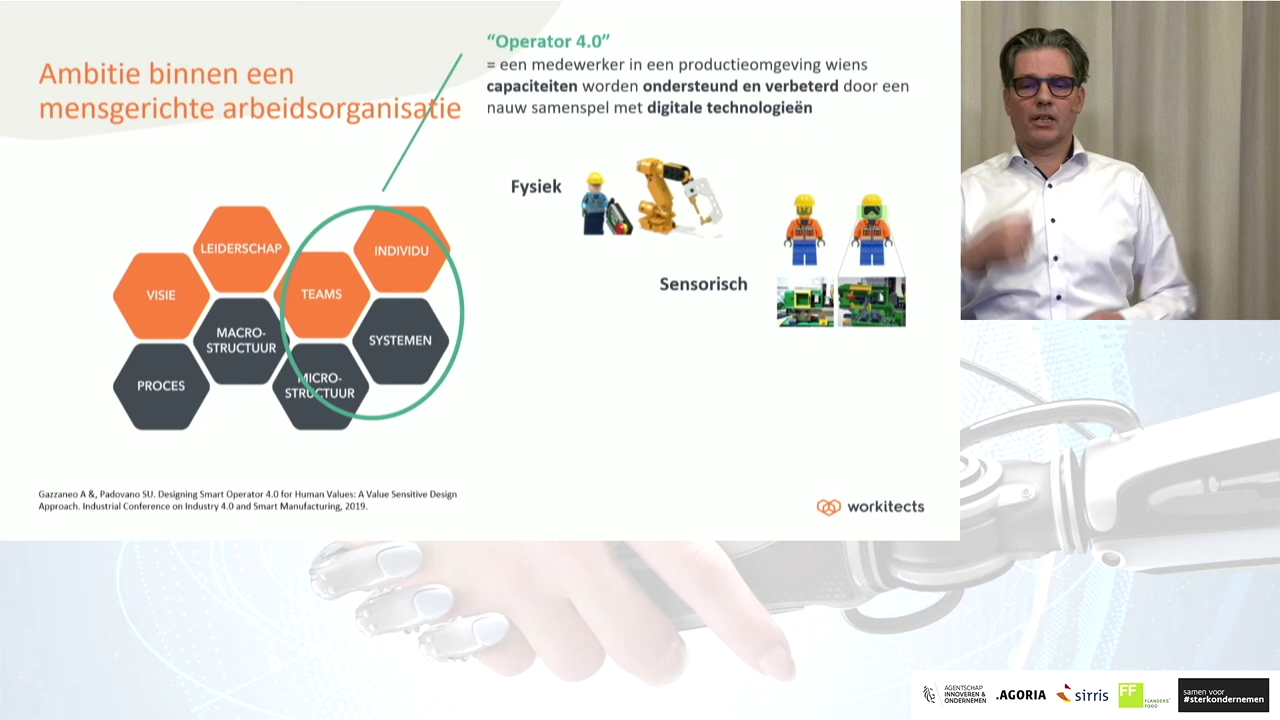 Ambitie binnen een
mensgerichte arbeidsorganisatie
“Operator 4.0”
= een medewerker in een productieomgeving wiens
capaciteiten worden ondersteund en verbeterd door een
nauw samenspel met digitale technologieën
Fysiek
Sensorisch
LEIDERSCHAP
INDIVIDU
VISIE
TEAMS
MACRO-
STRUCTUUR
SYSTEMEN
PROCES
MICRO-
STRUCTUUR
Gazzaneo A &, Padovano SU. Designing Smart Operator 4.0 for Human Values: A Value Sensitive Design
Approach. Industrial Conference on Industry 4.0 and Smart Manufacturing, 2019.
workitects
AGENTSCHAP
INNOVEREN &
ONDERNEMEN
.AGORIA
sirris
FF
FLANDERS'
FOOD
samen voor
#sterkondernemen